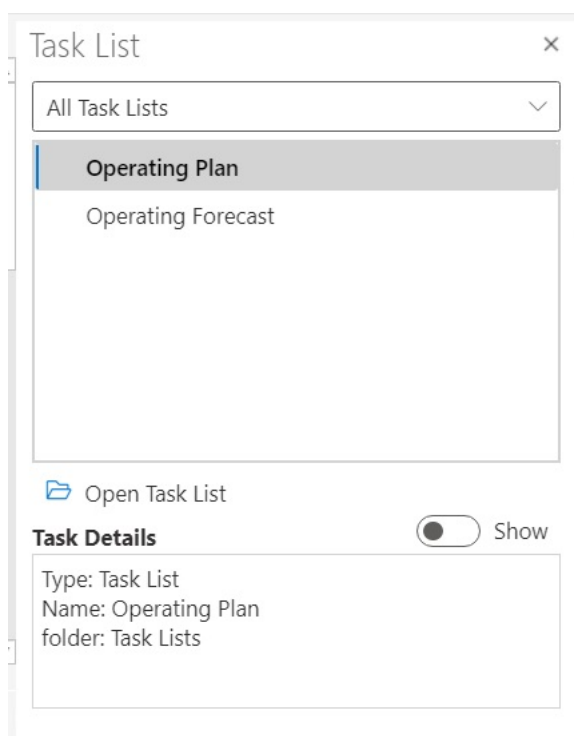 Task List
All Task Lists
Operating Plan
Operating Forecast
Open Task List
Task Details
Show
Type: Task List
Name: Operating Plan
folder: Task Lists